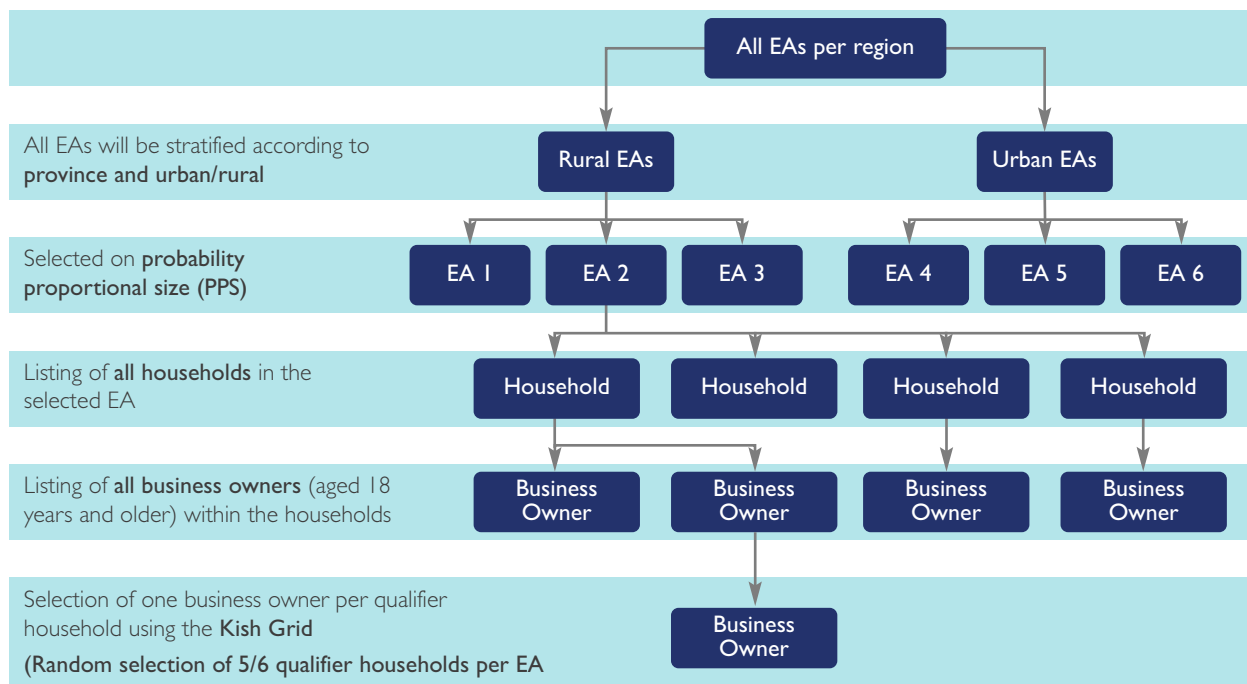 All EAs per region
All EAs will be stratified according to
province and urban/rural
Rural EAs
Urban EAs
Selected on probability
proportional size (PPS)
EA 1
EA 2
EA 3
EA 4
EA 5
EA 6
Listing of all households in the
selected EA
Household
Household
Household
Household
Listing of all business owners (aged 18
years and older) within the households
Business
Owner
Business
Owner
Business
Owner
Business
Owner
Selection of one business owner per qualifier
household using the Kish Grid
(Random selection of 5/6 qualifier households per EA
Business
Owner